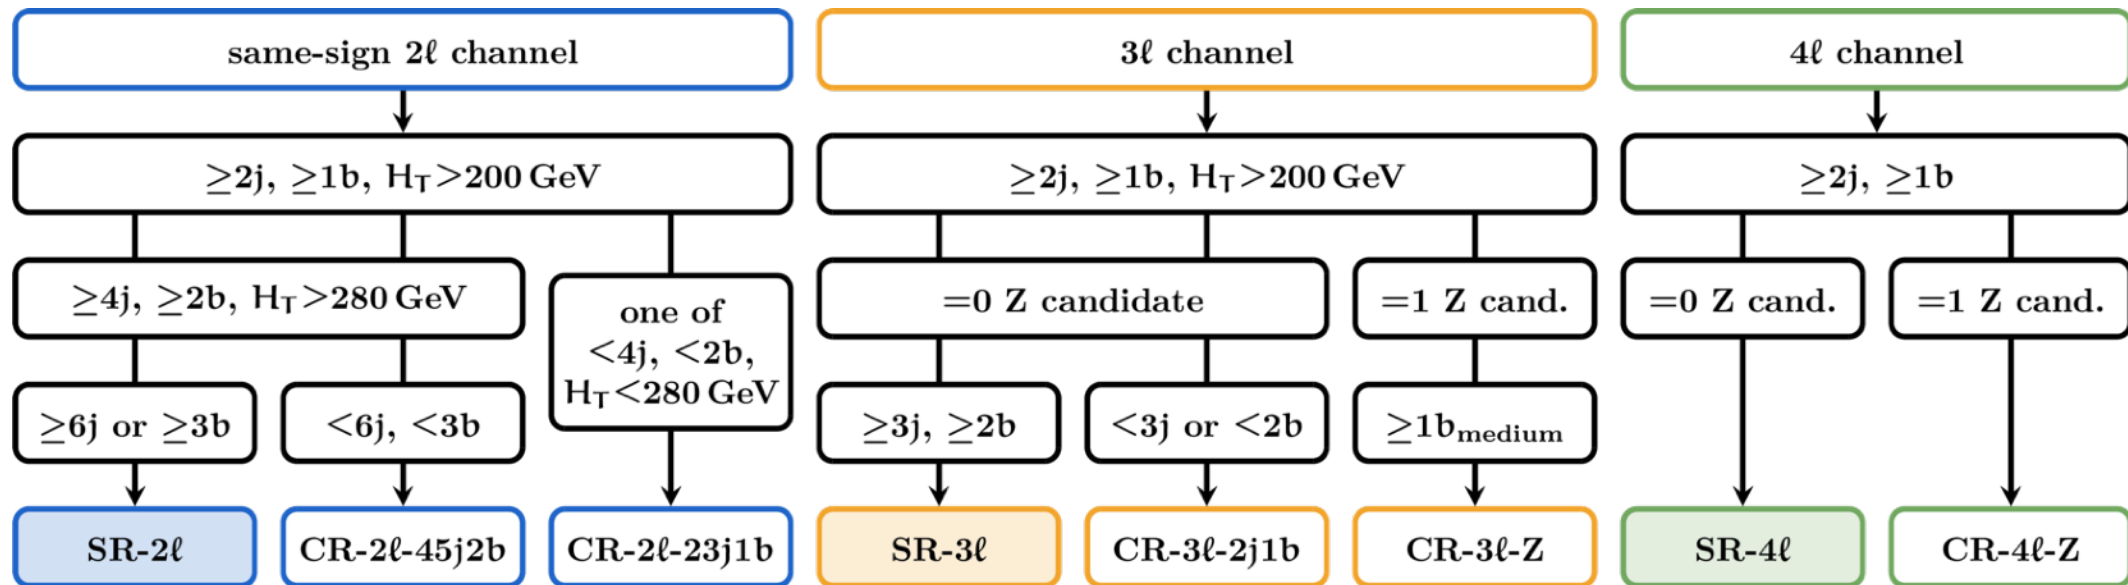 same-sign 2ℓ channel
3ℓ channel
4ℓ channel
≥2j, ≥1b, H_T>200 GeV
≥2j, ≥1b, H_T>200 GeV
≥2j, ≥1b
≥4j, ≥2b, H_T>280 GeV
one of
<4j, <2b,
H_T<280 GeV
=0 Z candidate
=1 Z cand.
=0 Z cand.
=1 Z cand.
≥6j or ≥3b
<6j, <3b
≥3j, ≥2b
<3j or <2b
≥1b_medium
SR-2ℓ
CR-2ℓ-45j2b
CR-2ℓ-23j1b
SR-3ℓ
CR-3ℓ-2j1b
CR-3ℓ-Z
SR-4ℓ
CR-4ℓ-Z